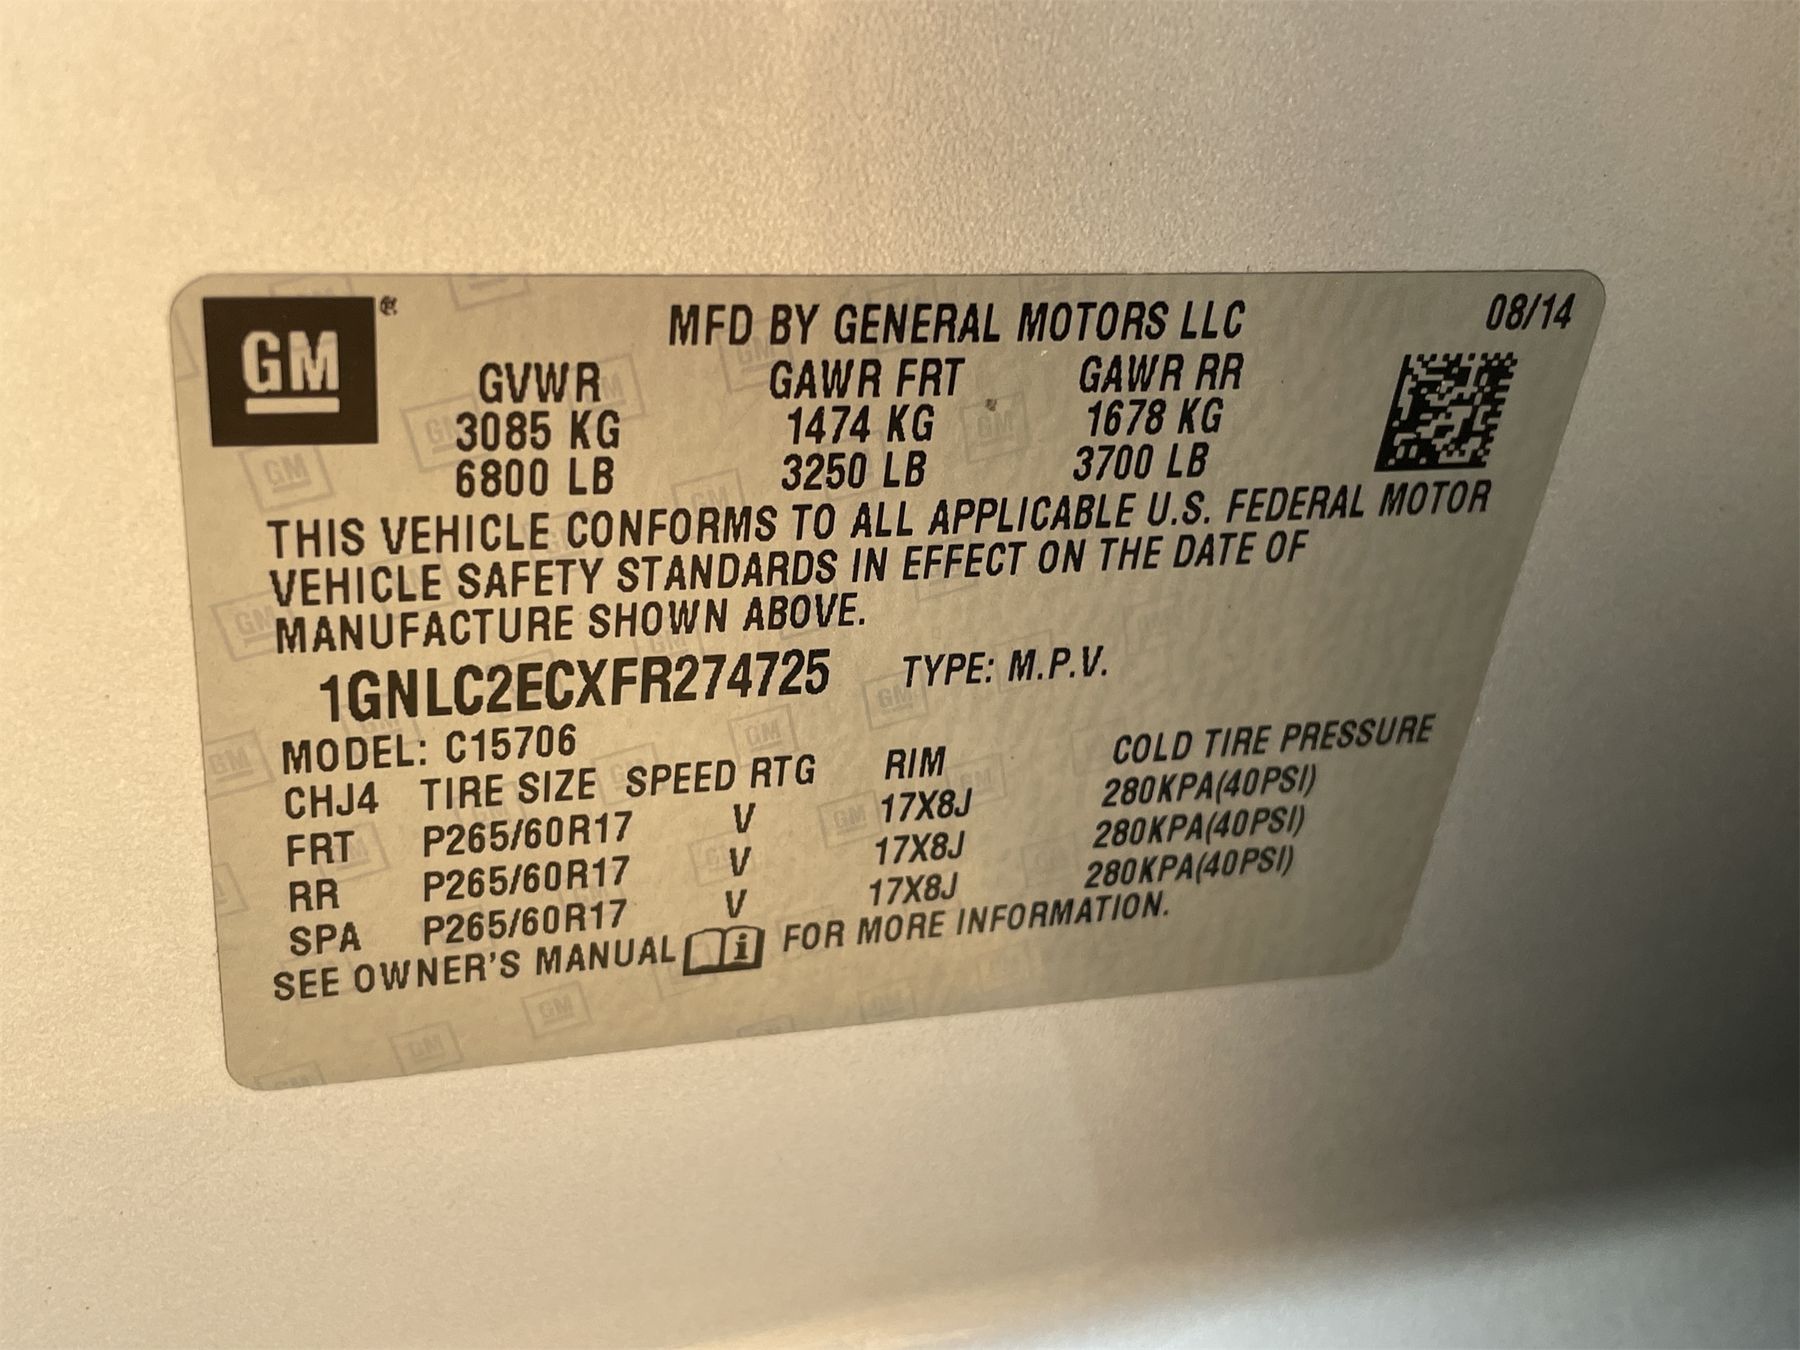 GM®
MFD BY GENERAL MOTORS LLC 08/14
GVWR GAWR FRT GAWR RR
3085 KG 1474 KG 1678 KG
6800 LB 3250 LB 3700 LB
THIS VEHICLE CONFORMS TO ALL APPLICABLE U.S. FEDERAL MOTOR
VEHICLE SAFETY STANDARDS IN EFFECT ON THE DATE OF
MANUFACTURE SHOWN ABOVE.
1GNLC2ECXFR274725 TYPE: M.P.V.
MODEL: C15706
CHJ4 TIRE SIZE SPEED RTG RIM COLD TIRE PRESSURE
FRT P265/60R17 V 17X8J 280KPA(40PSI)
RR P265/60R17 V 17X8J 280KPA(40PSI)
SPA P265/60R17 V 17X8J 280KPA(40PSI)
SEE OWNER'S MANUAL i FOR MORE INFORMATION.